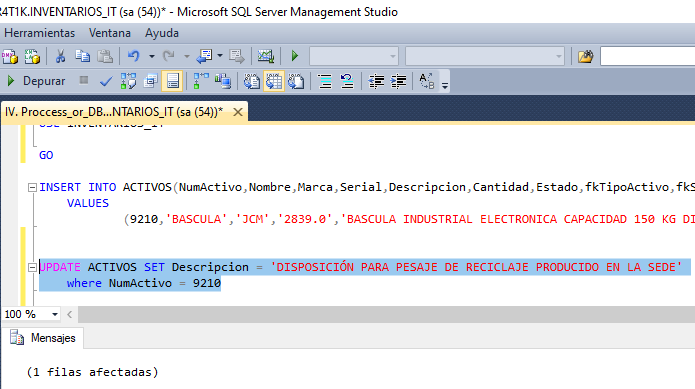 R4T1K.INVENTARIOS_IT (sa (54))* - Microsoft SQL Server Management Studio
Herramientas Ventana Ayuda
Depurar
IV. Proccess_or_DB...NTARIOS_IT (sa (54))*
USE INVENTARIOS_IT
GO
INSERT INTO ACTIVOS(NumActivo,Nombre,Marca,Serial,Descripcion,Cantidad,Estado,fkTipoActivo,fkS
VALUES
(9210,'BASCULA','JCM','2839.0','BASCULA INDUSTRIAL ELECTRONICA CAPACIDAD 150 KG DI
UPDATE ACTIVOS SET Descripcion = 'DISPOSICIÓN PARA PESAJE DE RECICLAJE PRODUCIDO EN LA SEDE'
where NumActivo = 9210
100 %
Mensajes
(1 filas afectadas)